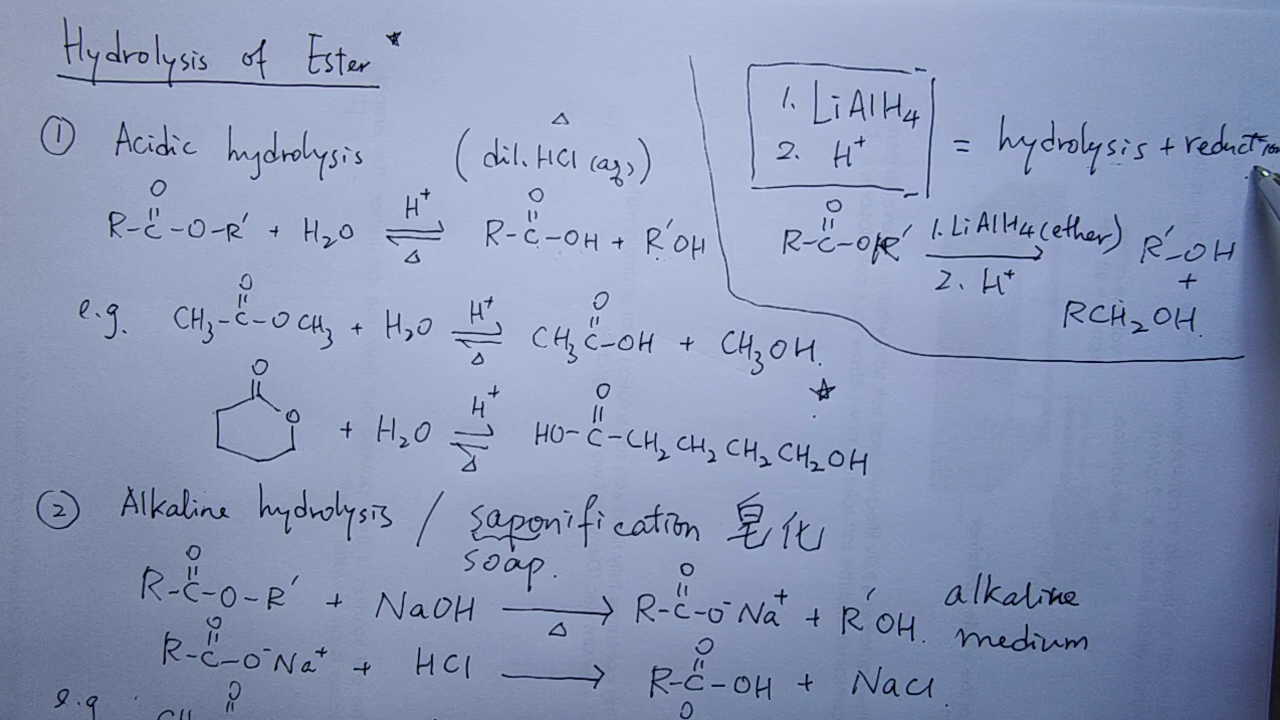 Hydrolysis of Ester *
① Acidic hydrolysis (dil. HCl (aq)) Δ
R-C(=O)-O-R′ + H₂O ⇌ (H⁺, Δ) R-C(=O)-OH + R′OH
e.g. CH₃-C(=O)-OCH₃ + H₂O ⇌ (H⁺, Δ) CH₃C(=O)-OH + CH₃OH.
O O + H₂O ⇌ (H⁺, Δ) HO-C(=O)-CH₂CH₂CH₂CH₂OH ☆
1. LiAlH₄
2. H⁺
= hydrolysis + reduction
R-C(=O)-OR′ 1. LiAlH₄ (ether) → 2. H⁺ R′-OH
+
RCH₂OH.
② Alkaline hydrolysis / saponification 皂化
soap.
R-C(=O)-O-R′ + NaOH → (Δ) R-C(=O)-O⁻Na⁺ + R′OH. alkaline
medium
R-C(=O)-O⁻Na⁺ + HCl → R-C(=O)-OH + NaCl.
e.g
O O